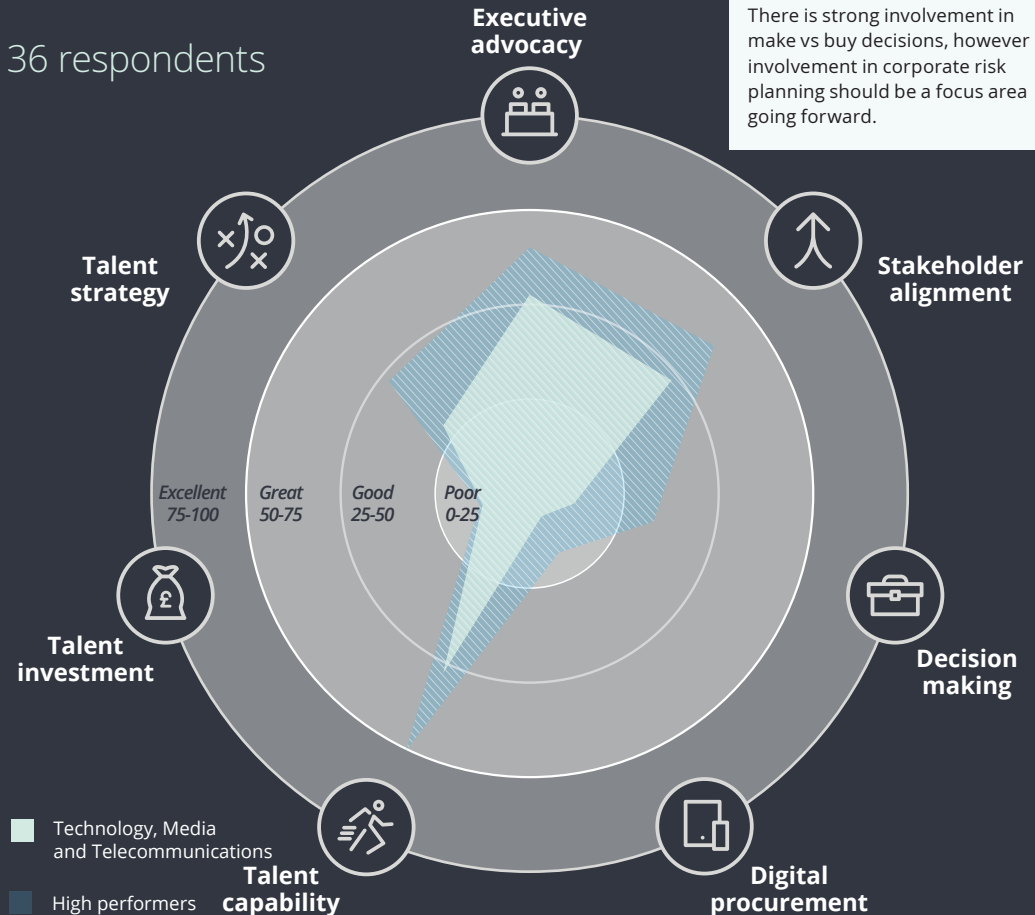 Executive
advocacy
36 respondents
There is strong involvement in
make vs buy decisions, however
involvement in corporate risk
planning should be a focus area
going forward.
Talent
strategy
Stakeholder
alignment
Excellent
75-100
Great
50-75
Good
25-50
Poor
0-25
£
Talent
investment
Decision
making
Technology, Media
and Telecommunications
High performers
Talent
capability
Digital
procurement